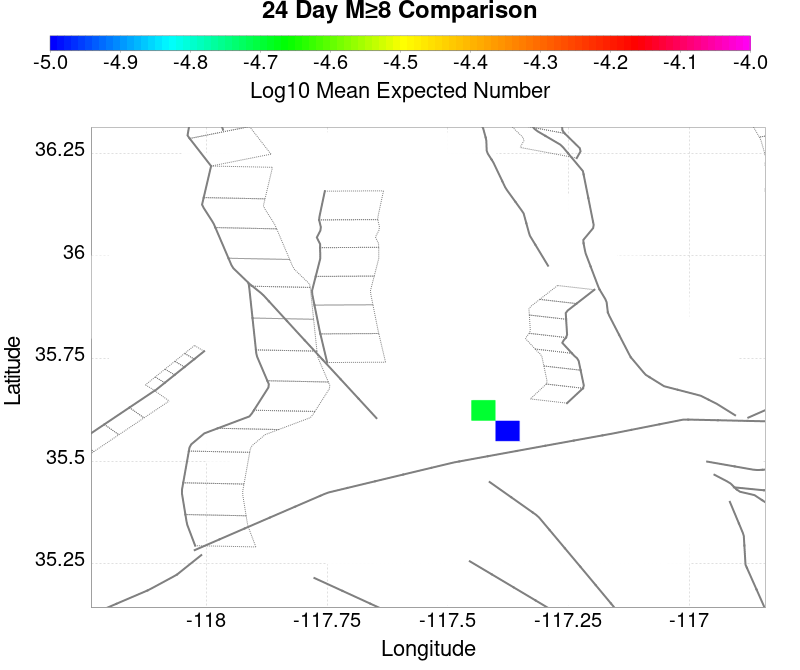 24 Day M≥8 Comparison
-5.0 -4.9 -4.8 -4.7 -4.6 -4.5 -4.4 -4.3 -4.2 -4.1 -4.0
Log10 Mean Expected Number
36.25
36
35.75
35.5
35.25
Latitude
-118 -117.75 -117.5 -117.25 -117
Longitude